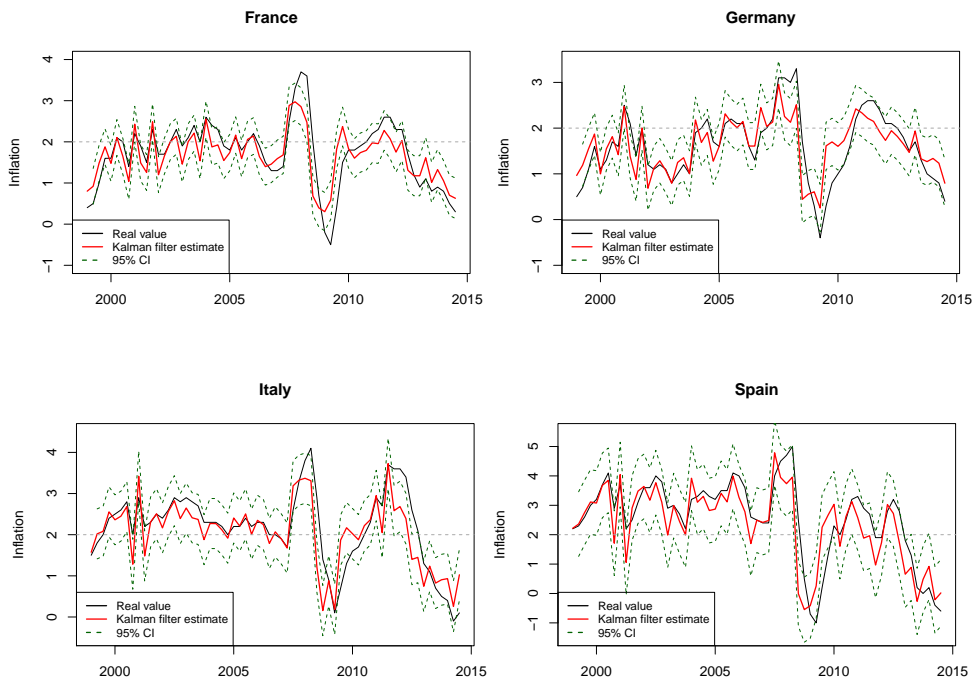 France
Inflation
4
3
2
1
0
−1
Real value
Kalman filter estimate
95% CI
2000 2005 2010 2015
Germany
Inflation
3
2
1
0
−1
Real value
Kalman filter estimate
95% CI
2000 2005 2010 2015
Italy
Inflation
4
3
2
1
0
Real value
Kalman filter estimate
95% CI
2000 2005 2010 2015
Spain
Inflation
5
4
3
2
1
0
−1
Real value
Kalman filter estimate
95% CI
2000 2005 2010 2015